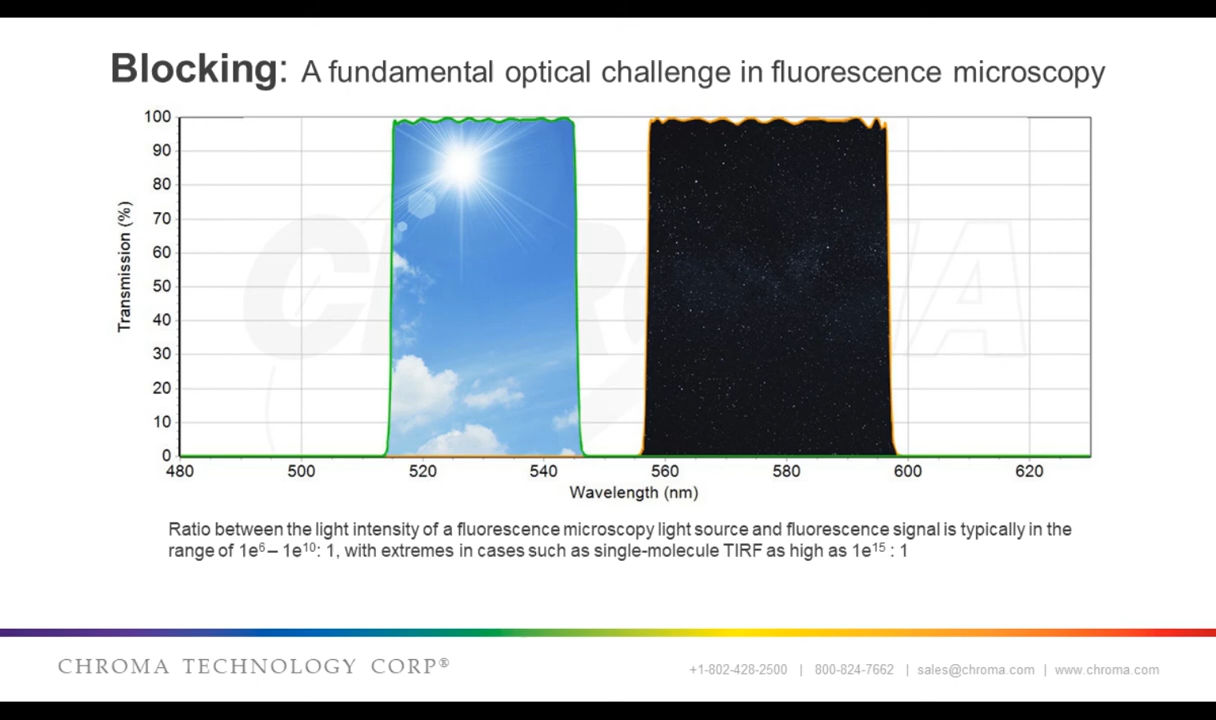 Blocking: A fundamental optical challenge in fluorescence microscopy
100
90
80
70
60
50
40
30
20
10
0
Transmission (%)
CHROMA
480 500 520 540 560 580 600 620
Wavelength (nm)
Ratio between the light intensity of a fluorescence microscopy light source and fluorescence signal is typically in the
range of 1e⁶ – 1e¹⁰: 1, with extremes in cases such as single-molecule TIRF as high as 1e¹⁵ : 1
CHROMA TECHNOLOGY CORP®
+1-802-428-2500 | 800-824-7662 | sales@chroma.com | www.chroma.com